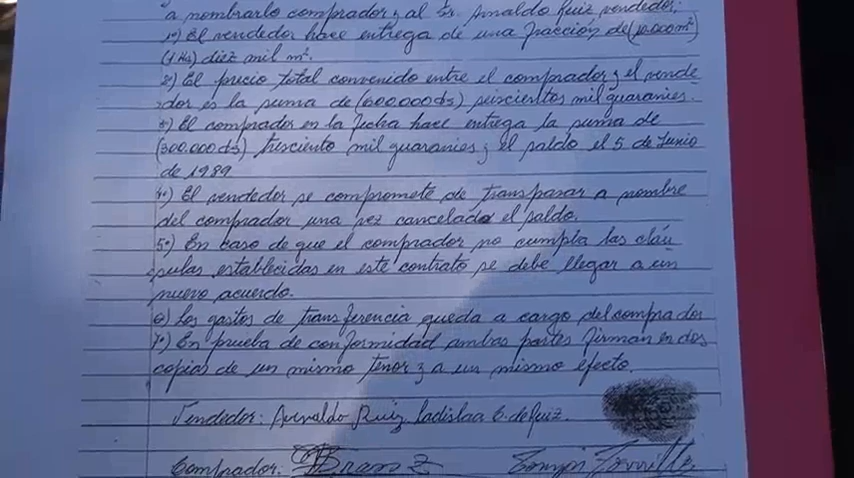 a nombrarlo comprador; al Sr. Arnaldo Ruiz vendedor:
1º) El vendedor hace entrega de una fracción de (10.000m²)
(1 Ha) diez mil m².
2º) El precio total convenido entre el comprador y el vende
dor es la suma de (600.000 Gs) seiscientos mil guaranies.
3º) El comprador en la fecha hace entrega la suma de
(300.000 Gs) tresciento mil guaranies y el saldo el 5 de Junio
de 1989
4º) El vendedor se compromete de transpasar a nombre
del comprador una vez cancelado el saldo.
5º) En caso de que el comprador no cumpla las cláu
sulas establecidas en este contrato se debe llegar a un
nuevo acuerdo.
6º) Los gastos de transferencia queda a cargo del comprador
7º) En prueba de conformidad ambas partes firman en dos
copias de un mismo tenor y a un mismo efecto.
Vendedor: Arnaldo Ruiz ladislaa de Ruiz.
Comprador: